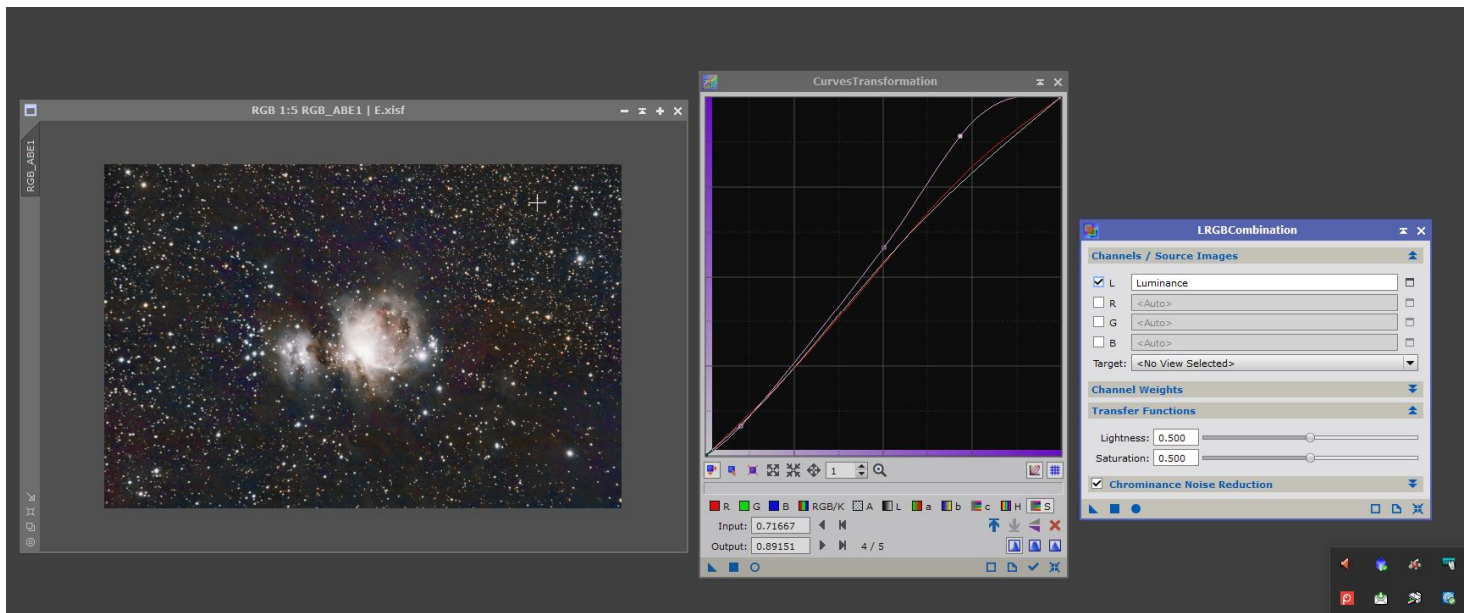 RGB 1:5 RGB_ABE1 | E.xisf
RGB_ABE1
CurvesTransformation
1
R G B RGB/K A L a b c H S
Input: 0.71667
Output: 0.89151 4 / 5
LRGBCombination
Channels / Source Images
L Luminance
R <Auto>
G <Auto>
B <Auto>
Target: <No View Selected>
Channel Weights
Transfer Functions
Lightness: 0.500
Saturation: 0.500
Chrominance Noise Reduction